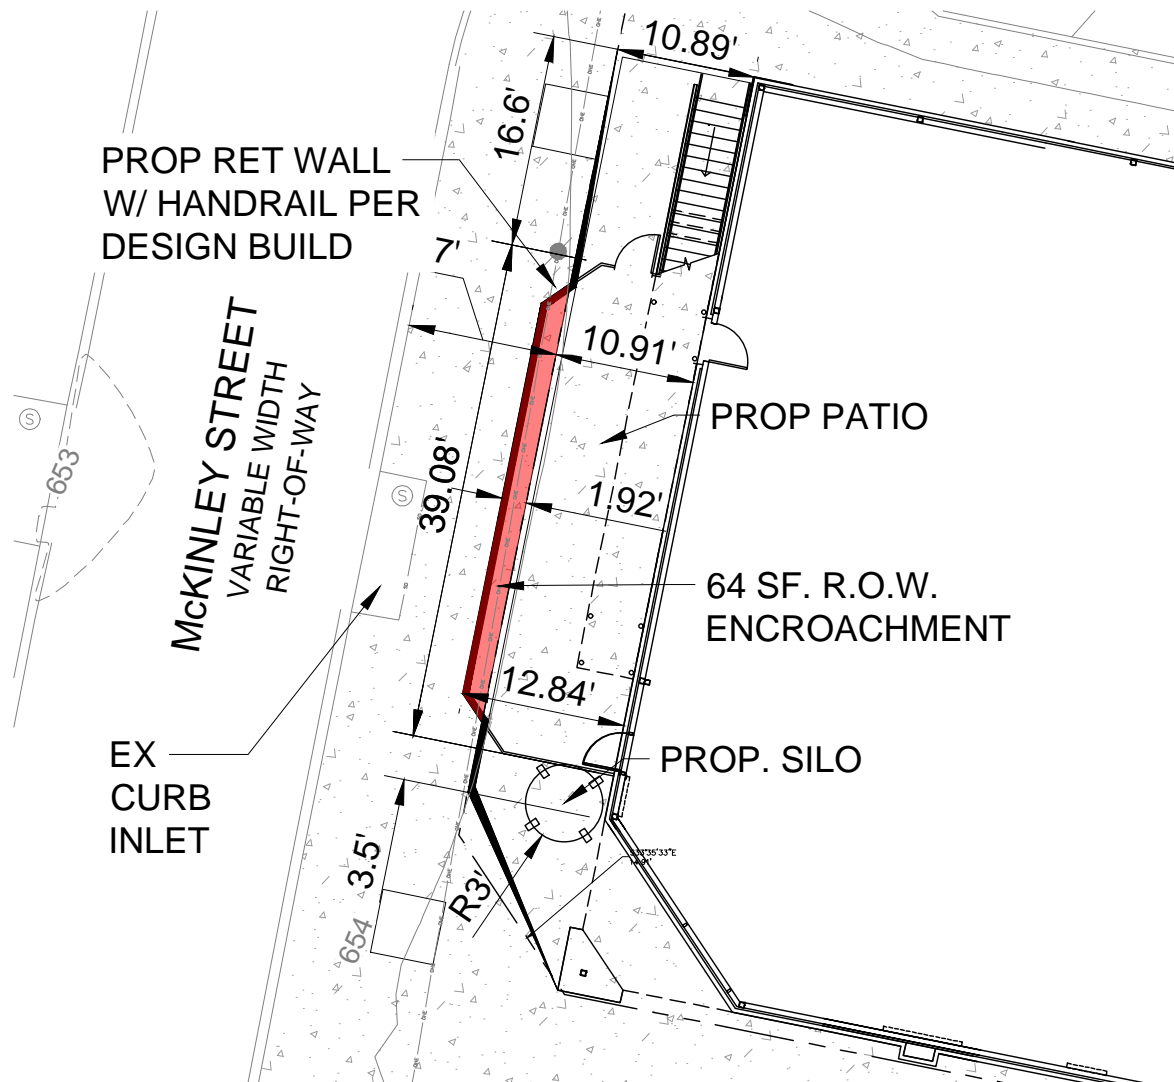 10.89'
16.6'
PROP RET WALL
W/ HANDRAIL PER
DESIGN BUILD
7'
10.91'
McKINLEY STREET
VARIABLE WIDTH
RIGHT-OF-WAY
PROP PATIO
S
653
39.08'
S
1.92'
64 SF. R.O.W.
ENCROACHMENT
12.84'
EX
CURB
INLET
PROP. SILO
3.5'
R3'
654